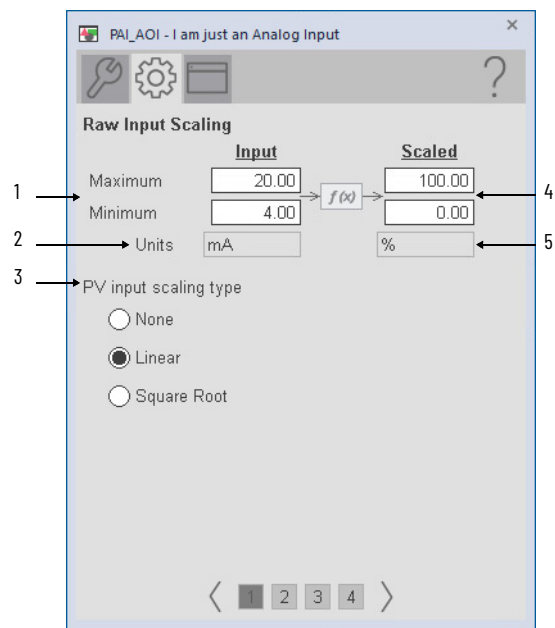 PAI_AOI - I am just an Analog Input
×
?
Raw Input Scaling
Input Scaled
1 Maximum 20.00 f(x) 100.00 4
Minimum 4.00 0.00
2 Units mA % 5
3 PV input scaling type
None
Linear
Square Root
1 2 3 4